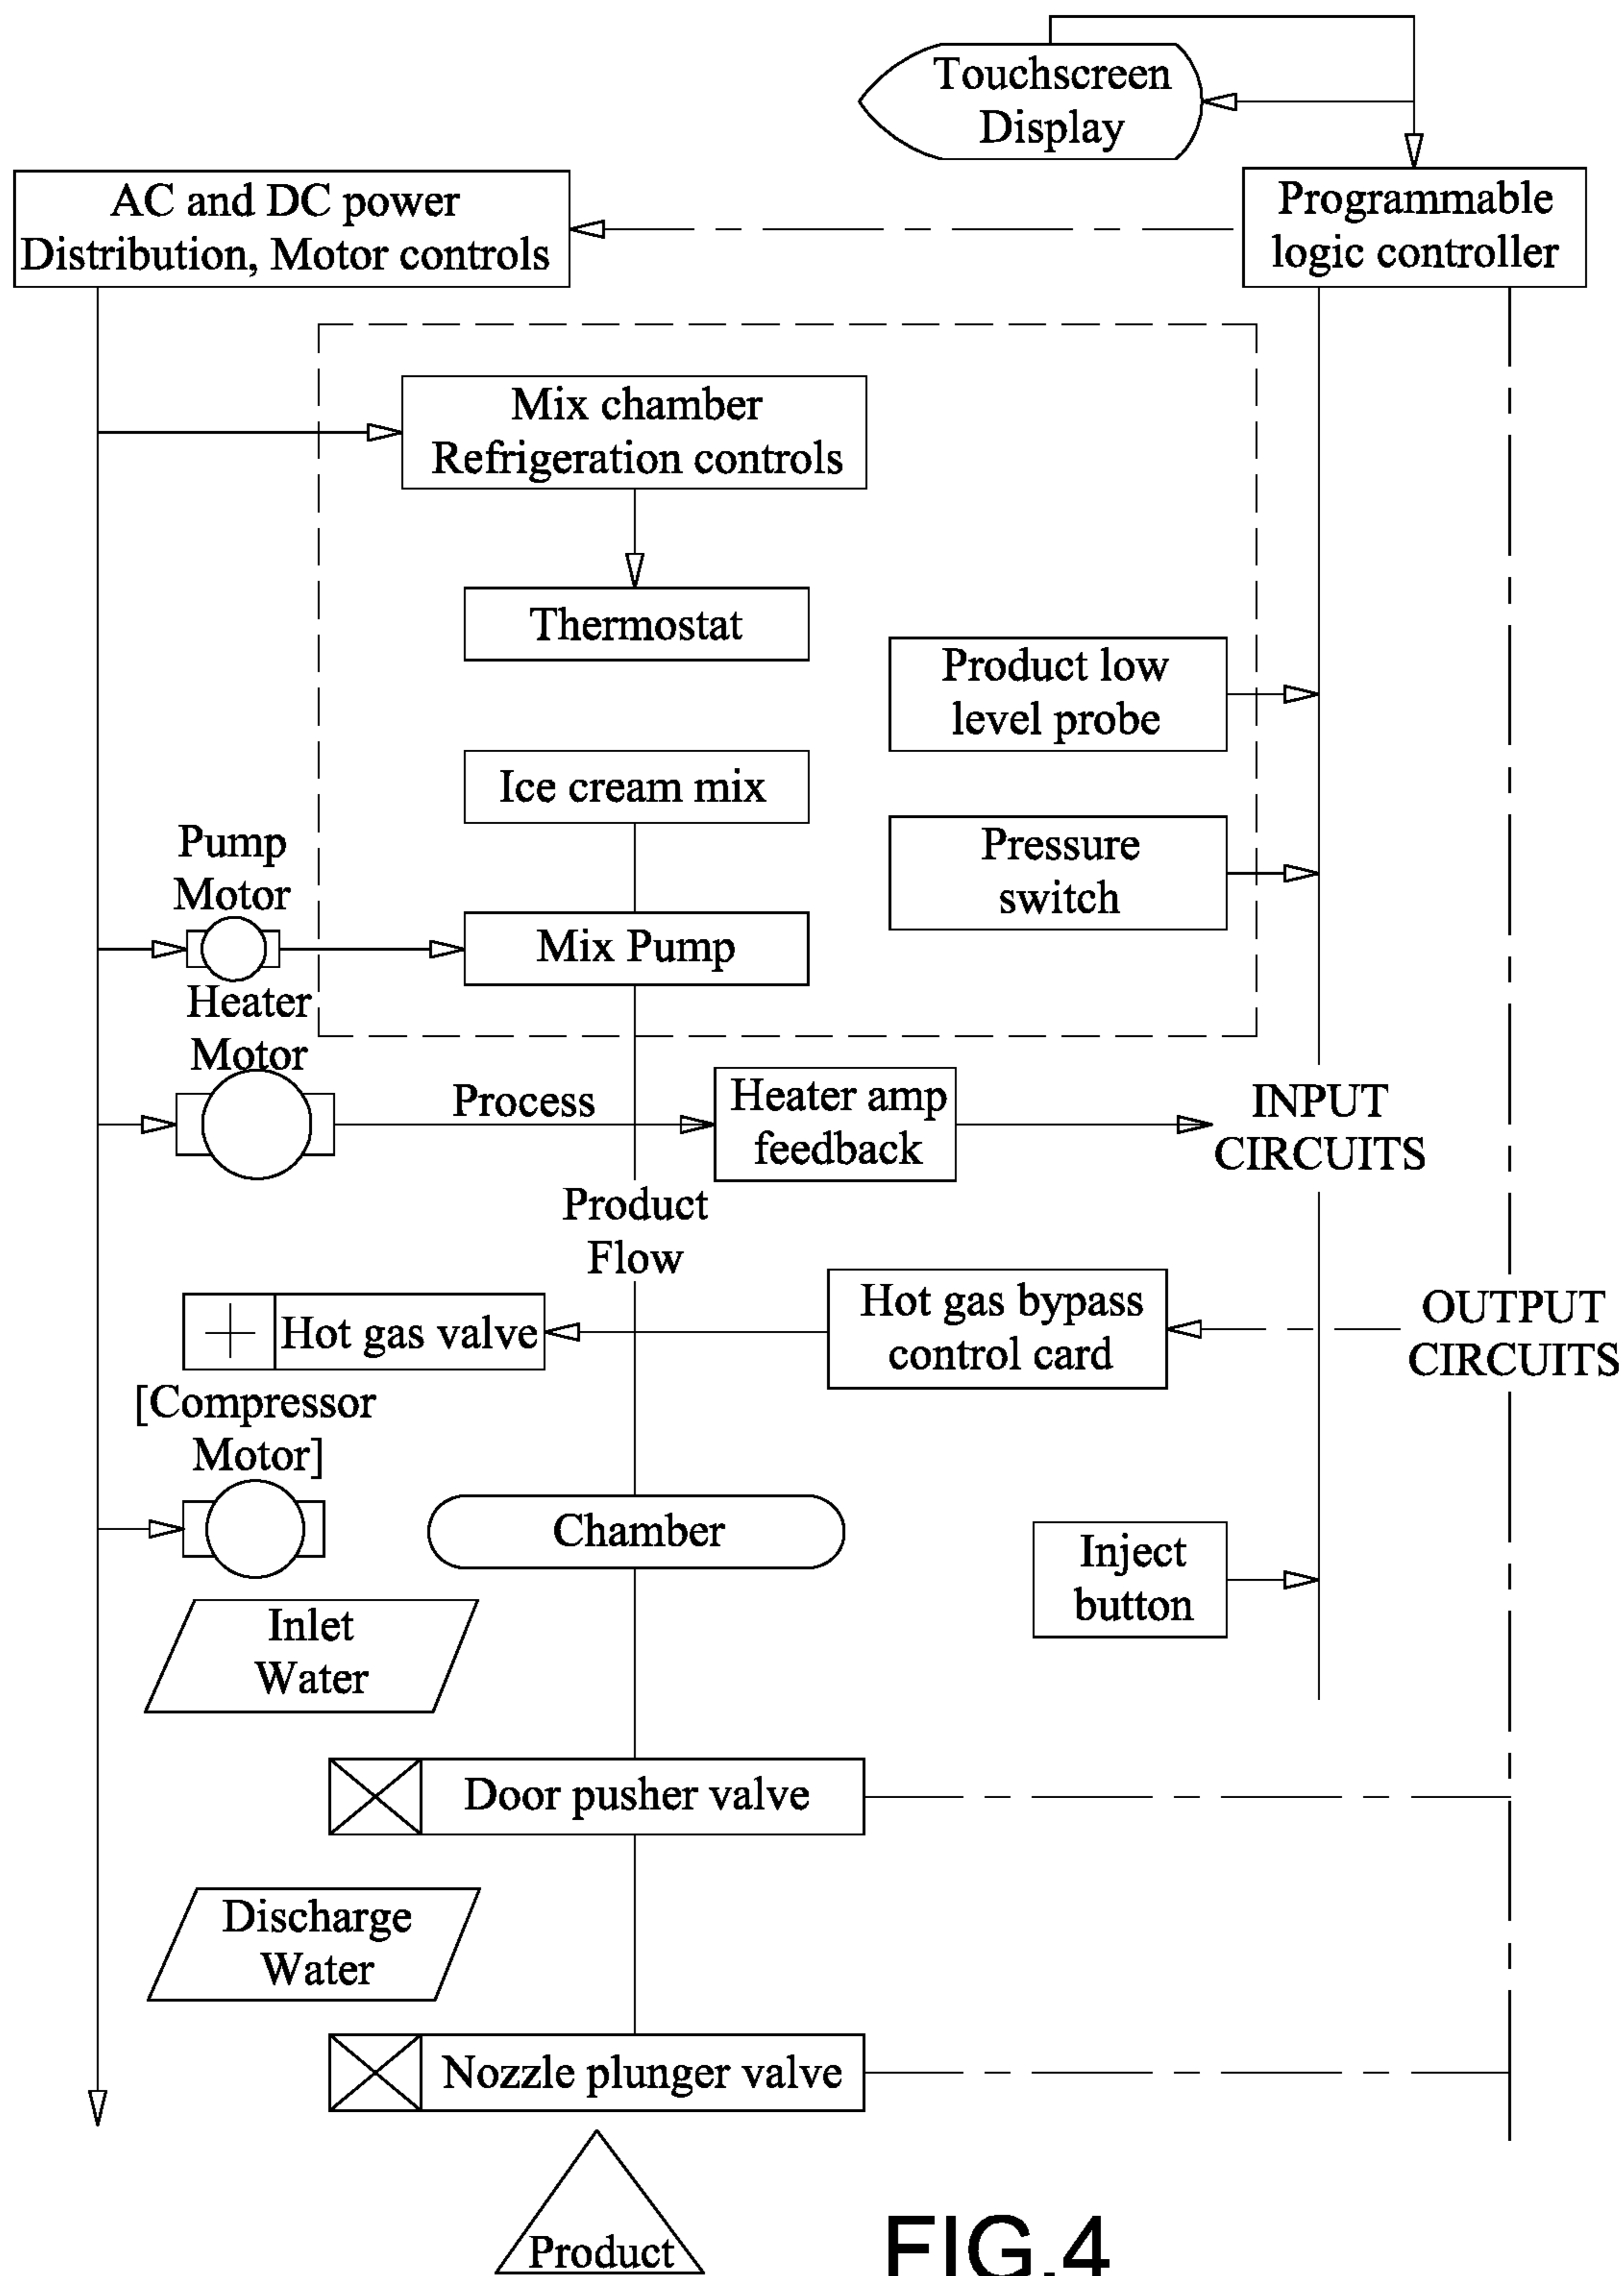 Touchscreen
Display
AC and DC power
Distribution, Motor controls
Programmable
logic controller
Mix chamber
Refrigeration controls
Thermostat
Product low
level probe
Ice cream mix
Pressure
switch
Pump
Motor
Mix Pump
Heater
Motor
Process
Heater amp
feedback
INPUT
CIRCUITS
Product
Flow
Hot gas valve
Hot gas bypass
control card
OUTPUT
CIRCUITS
[Compressor
Motor]
Chamber
Inject
button
Inlet
Water
Door pusher valve
Discharge
Water
Nozzle plunger valve
Product
FIG.4